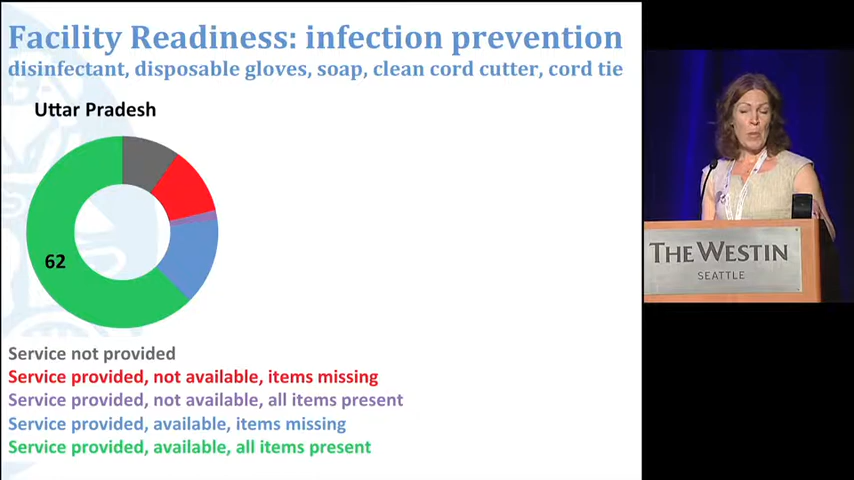 Facility Readiness: infection prevention
disinfectant, disposable gloves, soap, clean cord cutter, cord tie
Uttar Pradesh
62
Service not provided
Service provided, not available, items missing
Service provided, not available, all items present
Service provided, available, items missing
Service provided, available, all items present
THE WESTIN
SEATTLE